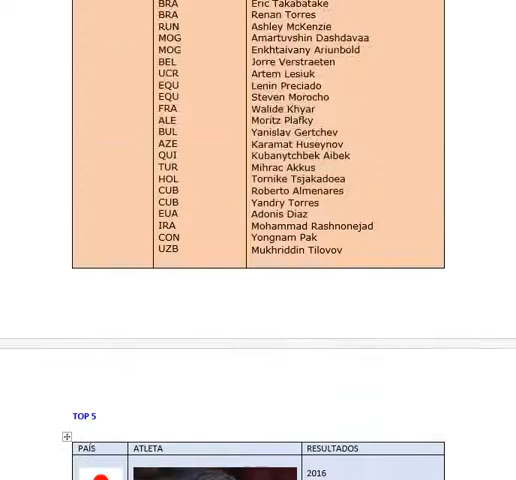 BRA Eric Takabatake
BRA Renan Torres
RUN Ashley McKenzie
MOG Amartuvshin Dashdavaa
MOG Enkhtaivany Ariunbold
BEL Jorre Verstraeten
UCR Artem Lesiuk
EQU Lenin Preciado
EQU Steven Morocho
FRA Walide Khyar
ALE Moritz Plafky
BUL Yanislav Gertchev
AZE Karamat Huseynov
QUI Kubanytchbek Aibek
TUR Mihrac Akkus
HOL Tornike Tsjakadoea
CUB Roberto Almenares
CUB Yandry Torres
EUA Adonis Diaz
IRA Mohammad Rashnonejad
CON Yongnam Pak
UZB Mukhriddin Tilovov
TOP 5
PAÍS ATLETA RESULTADOS
2016